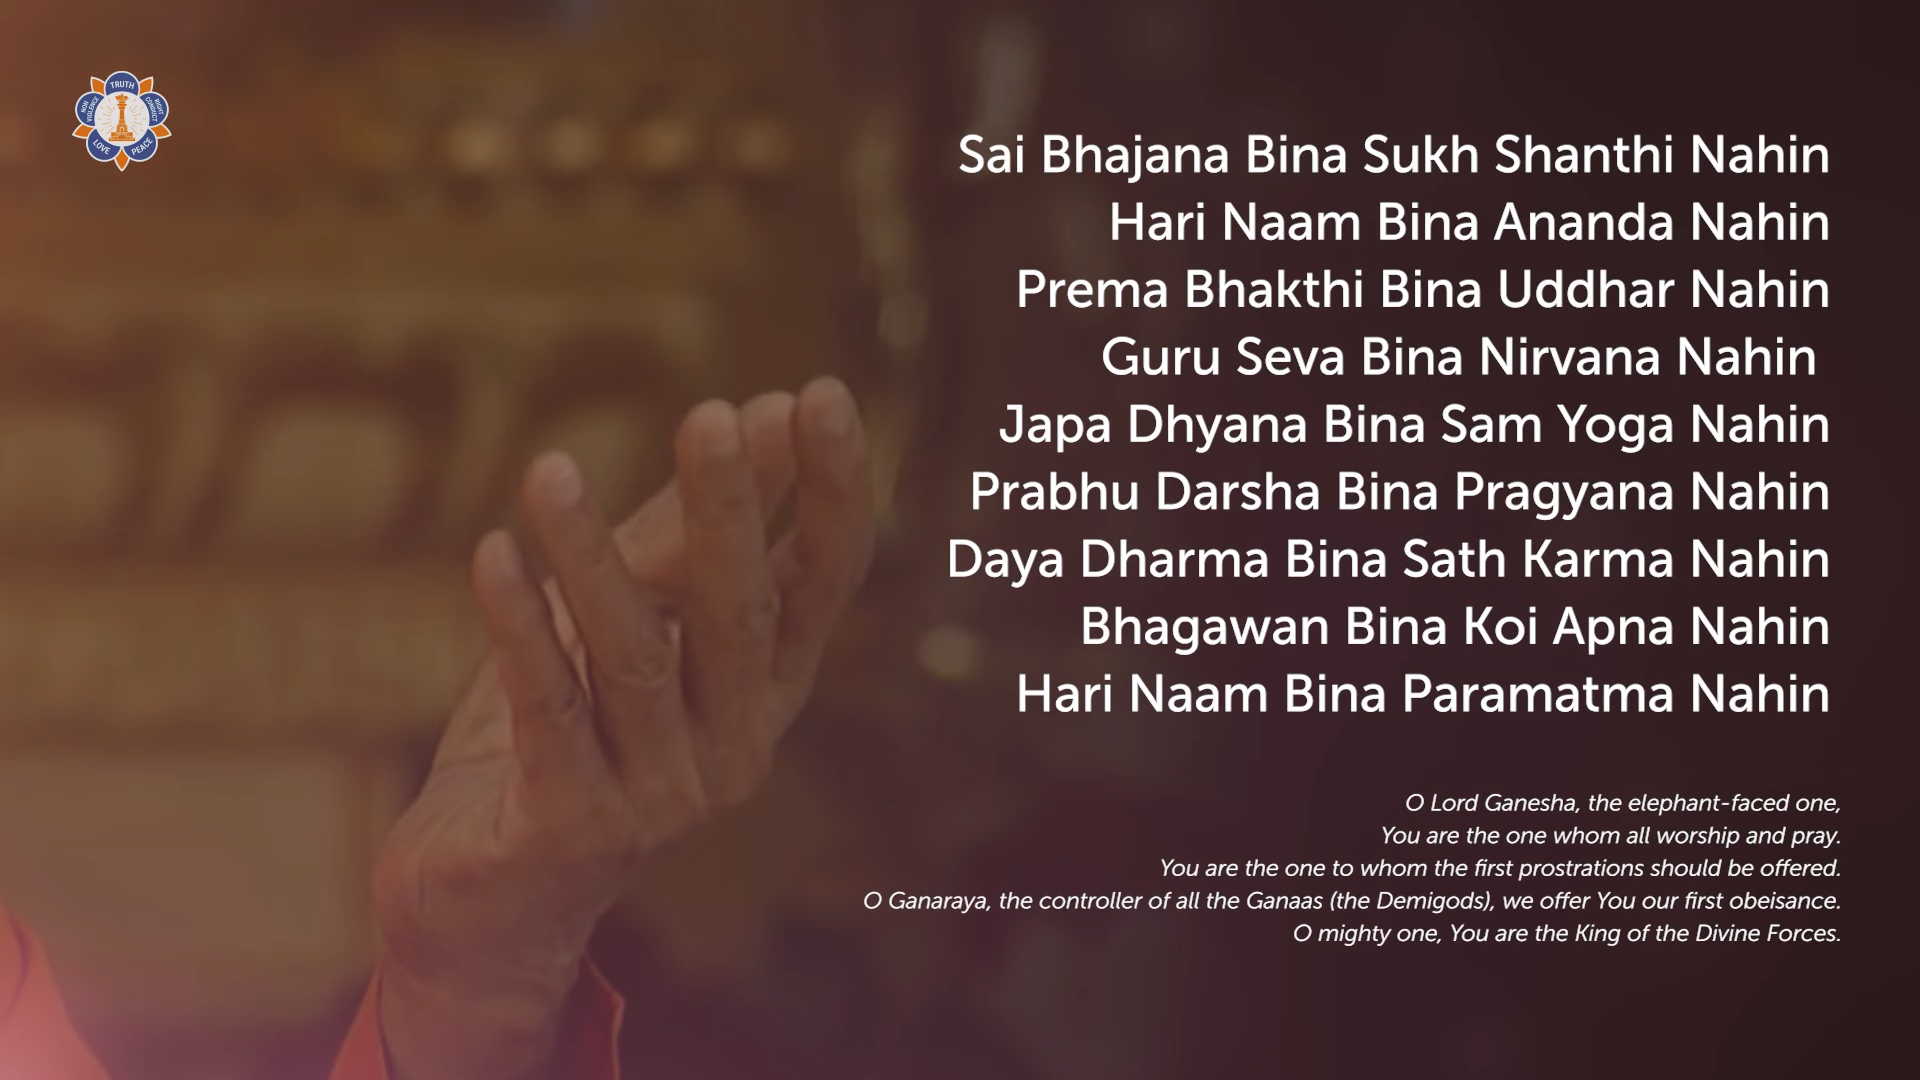 TRUTH
RIGHT CONDUCT
PEACE
LOVE
NON VIOLENCE
Sai Bhajana Bina Sukh Shanthi Nahin
Hari Naam Bina Ananda Nahin
Prema Bhakthi Bina Uddhar Nahin
Guru Seva Bina Nirvana Nahin
Japa Dhyana Bina Sam Yoga Nahin
Prabhu Darsha Bina Pragyana Nahin
Daya Dharma Bina Sath Karma Nahin
Bhagawan Bina Koi Apna Nahin
Hari Naam Bina Paramatma Nahin
O Lord Ganesha, the elephant-faced one,
You are the one whom all worship and pray.
You are the one to whom the first prostrations should be offered.
O Ganaraya, the controller of all the Ganaas (the Demigods), we offer You our first obeisance.
O mighty one, You are the King of the Divine Forces.